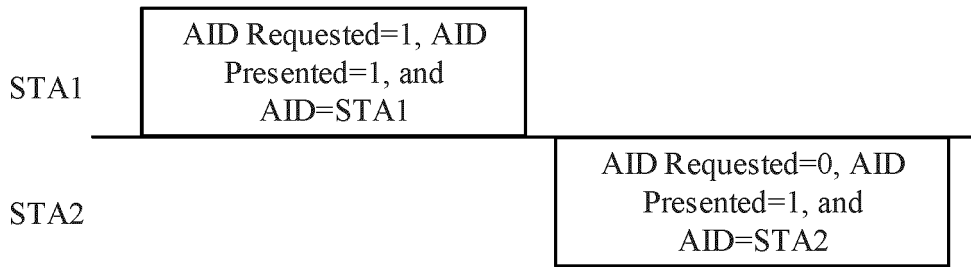 STA1
AID Requested=1, AID
Presented=1, and
AID=STA1
STA2
AID Requested=0, AID
Presented=1, and
AID=STA2